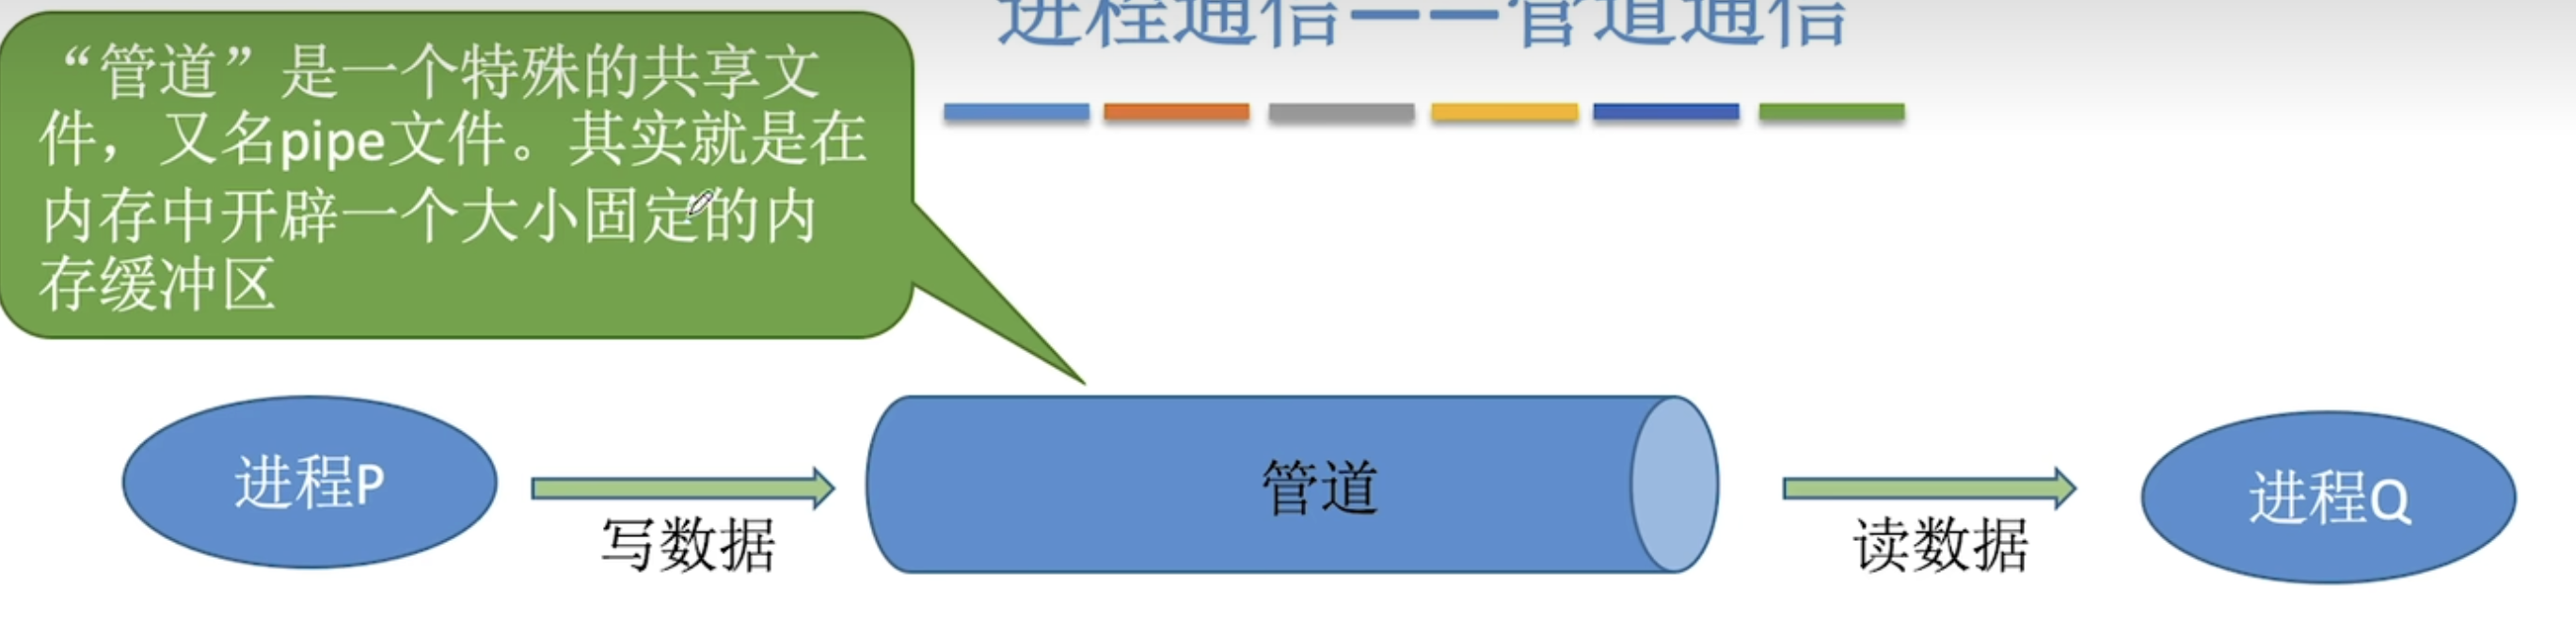 进程通信——管道通信
“管道”是一个特殊的共享文
件，又名pipe文件。其实就是在
内存中开辟一个大小固定的内
存缓冲区
进程P
写数据
管道
读数据
进程Q